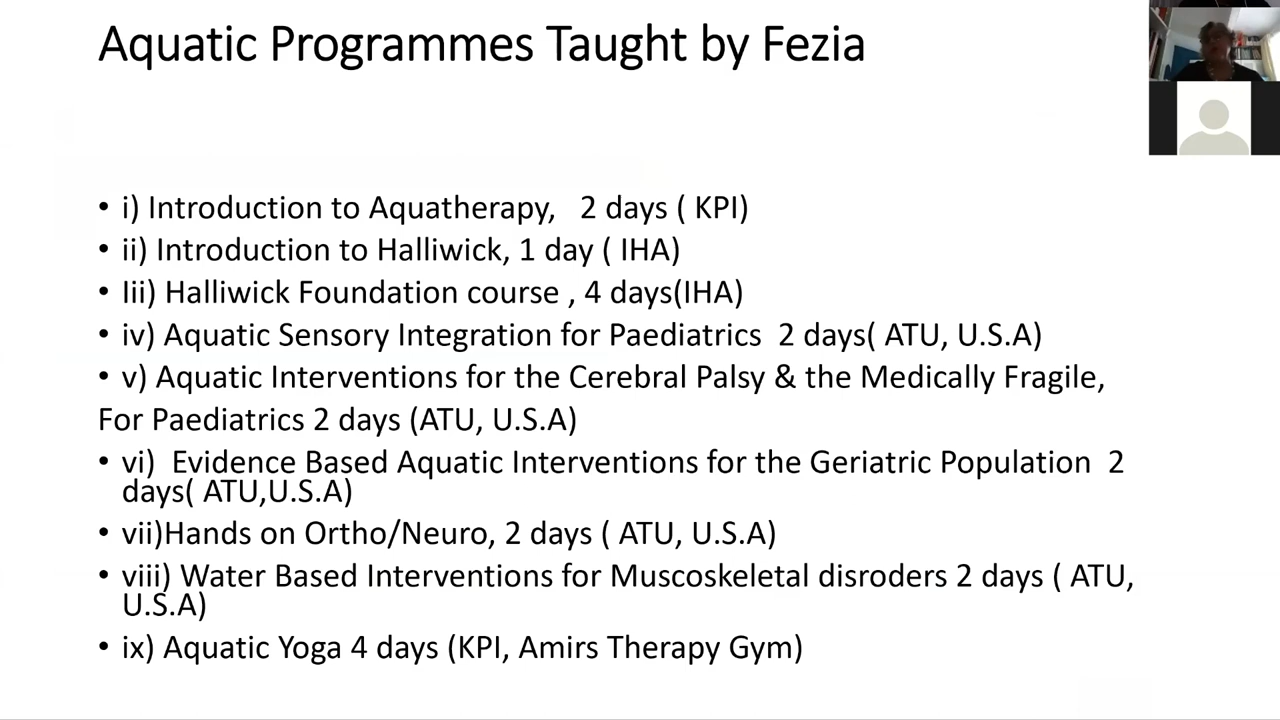 Aquatic Programmes Taught by Fezia
• i) Introduction to Aquatherapy, 2 days ( KPI)
• ii) Introduction to Halliwick, 1 day ( IHA)
• Iii) Halliwick Foundation course , 4 days(IHA)
• iv) Aquatic Sensory Integration for Paediatrics 2 days( ATU, U.S.A)
• v) Aquatic Interventions for the Cerebral Palsy & the Medically Fragile,
For Paediatrics 2 days (ATU, U.S.A)
• vi) Evidence Based Aquatic Interventions for the Geriatric Population 2
days( ATU,U.S.A)
• vii)Hands on Ortho/Neuro, 2 days ( ATU, U.S.A)
• viii) Water Based Interventions for Muscoskeletal disroders 2 days ( ATU,
U.S.A)
• ix) Aquatic Yoga 4 days (KPI, Amirs Therapy Gym)